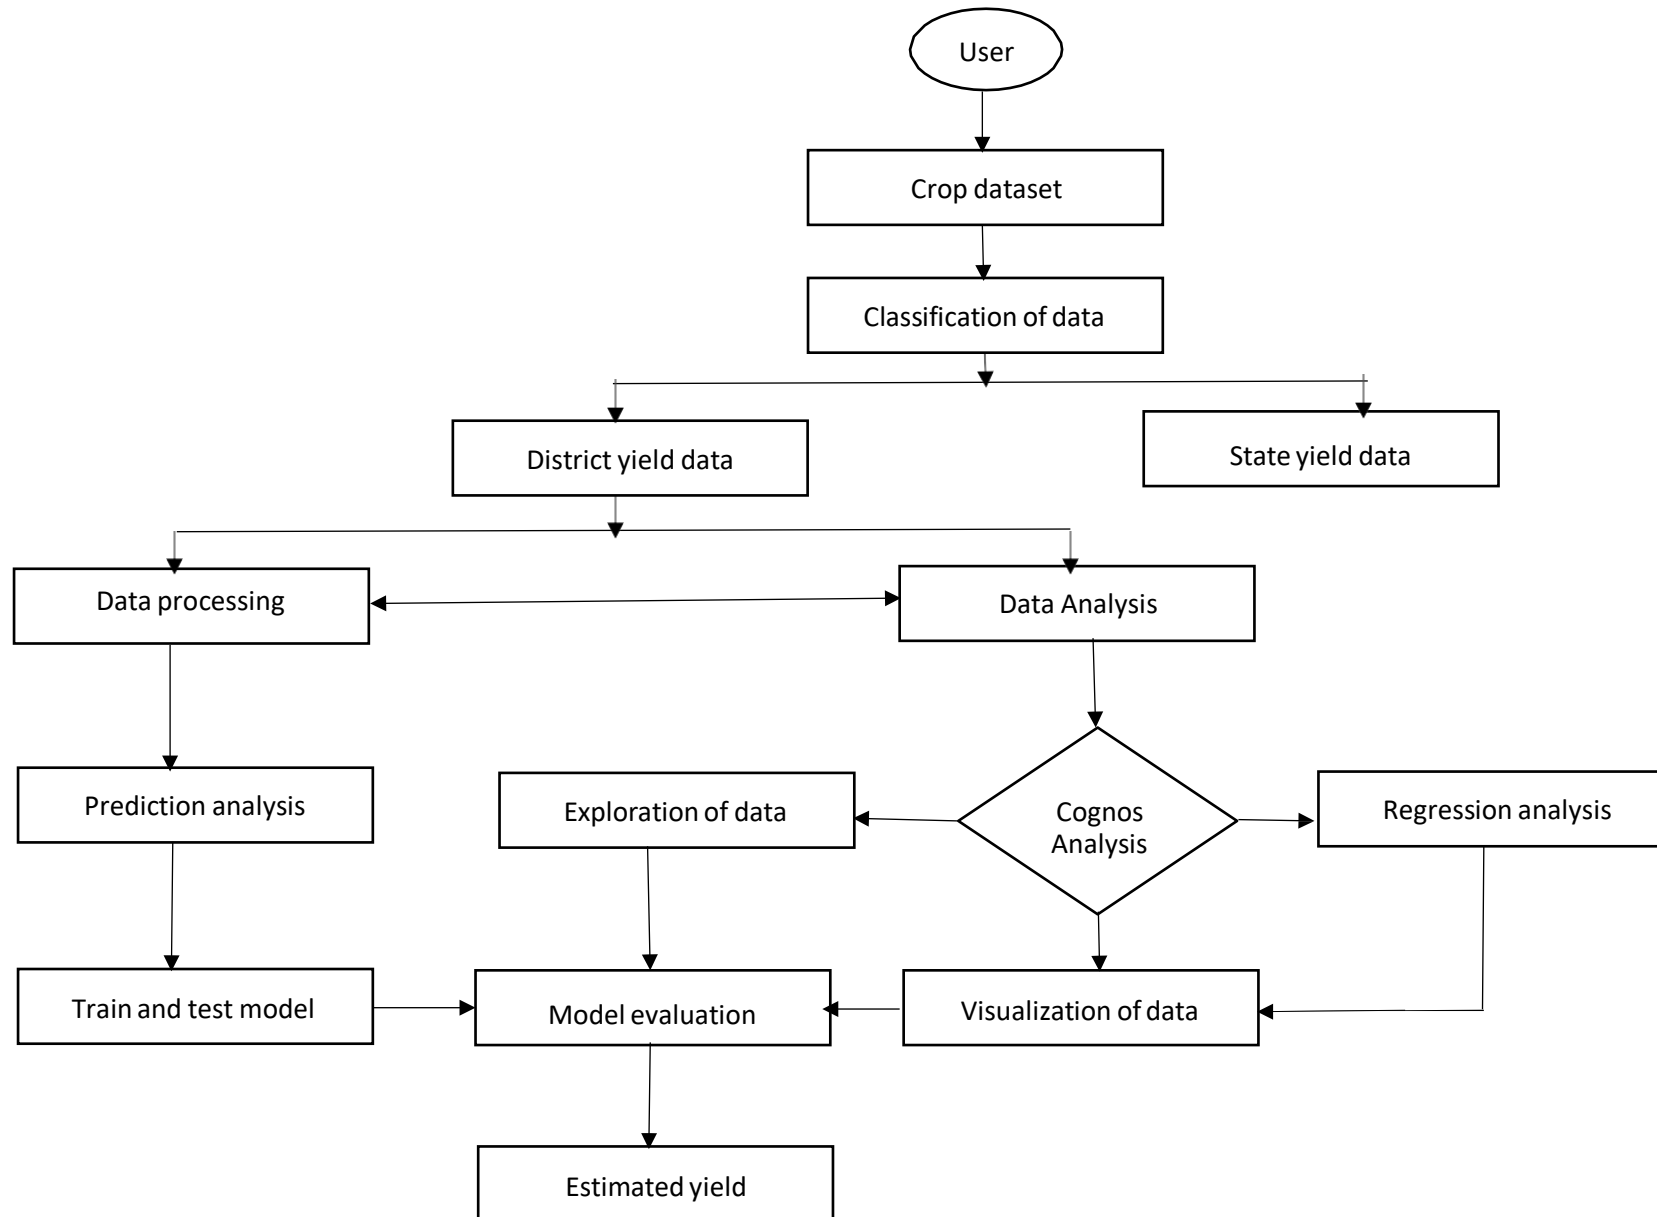 User
Crop dataset
Classification of data
District yield data
State yield data
Data processing
Data Analysis
Prediction analysis
Exploration of data
Cognos
Analysis
Regression analysis
Train and test model
Model evaluation
Visualization of data
Estimated yield